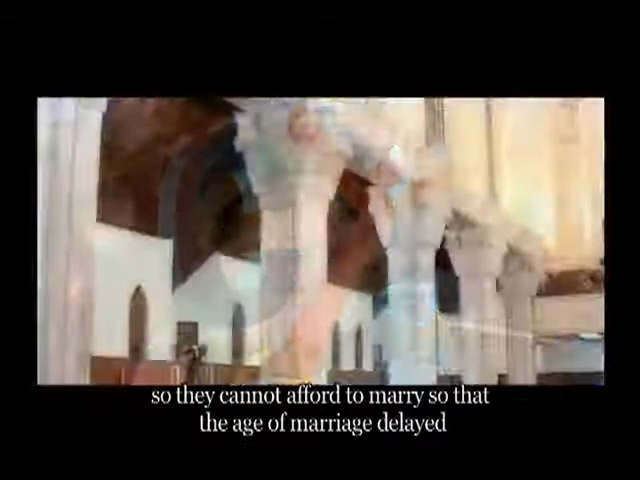 so they cannot afford to marry so that
the age of marriage delayed